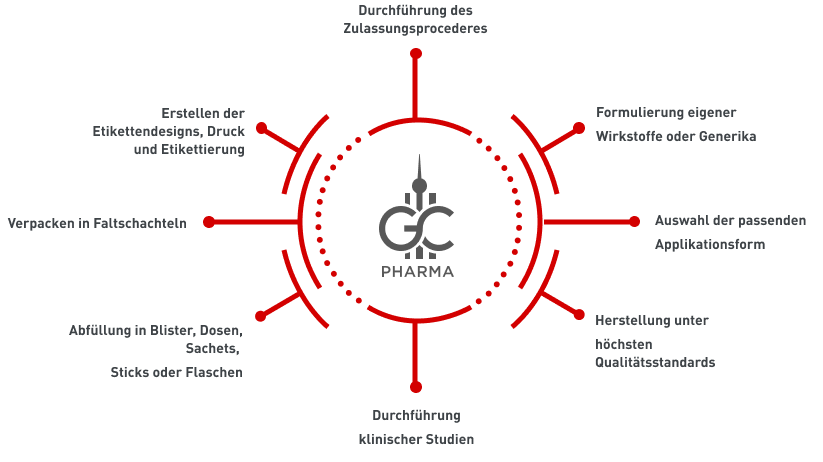 Durchführung des
Zulassungsprocederes
Formulierung eigener
Wirkstoffe oder Generika
Auswahl der passenden
Applikationsform
Herstellung unter
höchsten
Qualitätsstandards
Durchführung
klinischer Studien
Abfüllung in Blister, Dosen,
Sachets,
Sticks oder Flaschen
Verpacken in Faltschachteln
Erstellen der
Etikettendesigns, Druck
und Etikettierung
GC
PHARMA